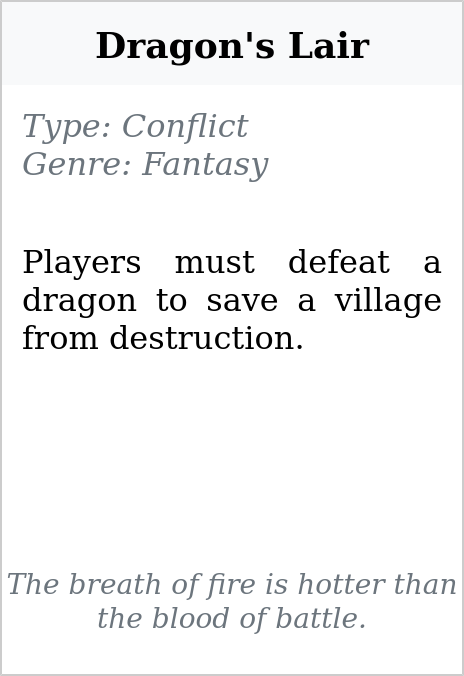 Dragon's Lair
Type: Conflict
Genre: Fantasy
Players must defeat a
dragon to save a village
from destruction.
The breath of fire is hotter than
the blood of battle.